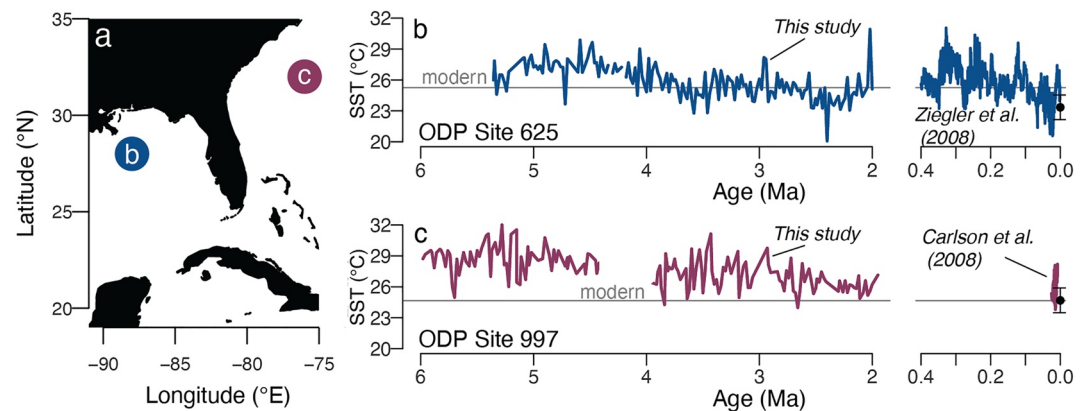 a
35
30
25
20
Latitude (°N)
−90
−85
−80
−75
Longitude (°E)
b
c
b
32
29
26
23
20
SST (°C)
modern
This study
ODP Site 625
6
5
4
3
2
Age (Ma)
Ziegler et al.
(2008)
0.4
0.2
0.0
c
32
29
26
23
20
SST (°C)
modern
This study
ODP Site 997
6
5
4
3
2
Age (Ma)
Carlson et al.
(2008)
0.4
0.2
0.0